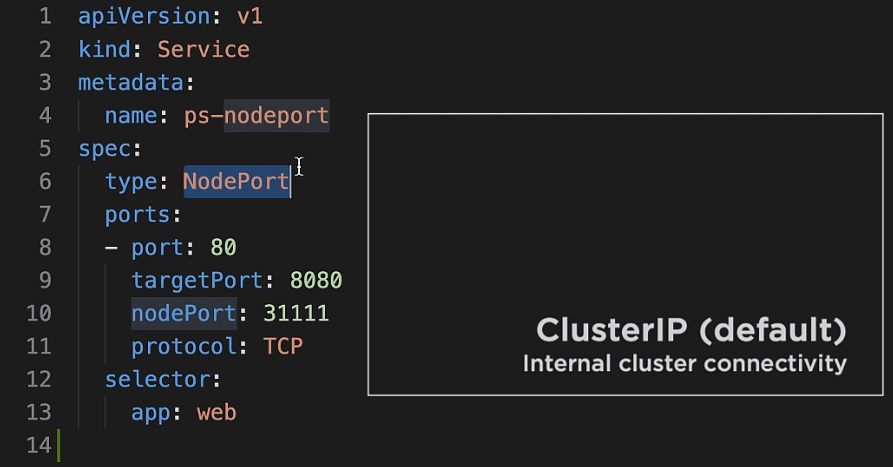 1 apiVersion: v1
2 kind: Service
3 metadata:
4   name: ps-nodeport
5 spec:
6   type: NodePort
7   ports:
8   - port: 80
9     targetPort: 8080
10     nodePort: 31111
11     protocol: TCP
12   selector:
13     app: web
14
ClusterIP (default)
Internal cluster connectivity